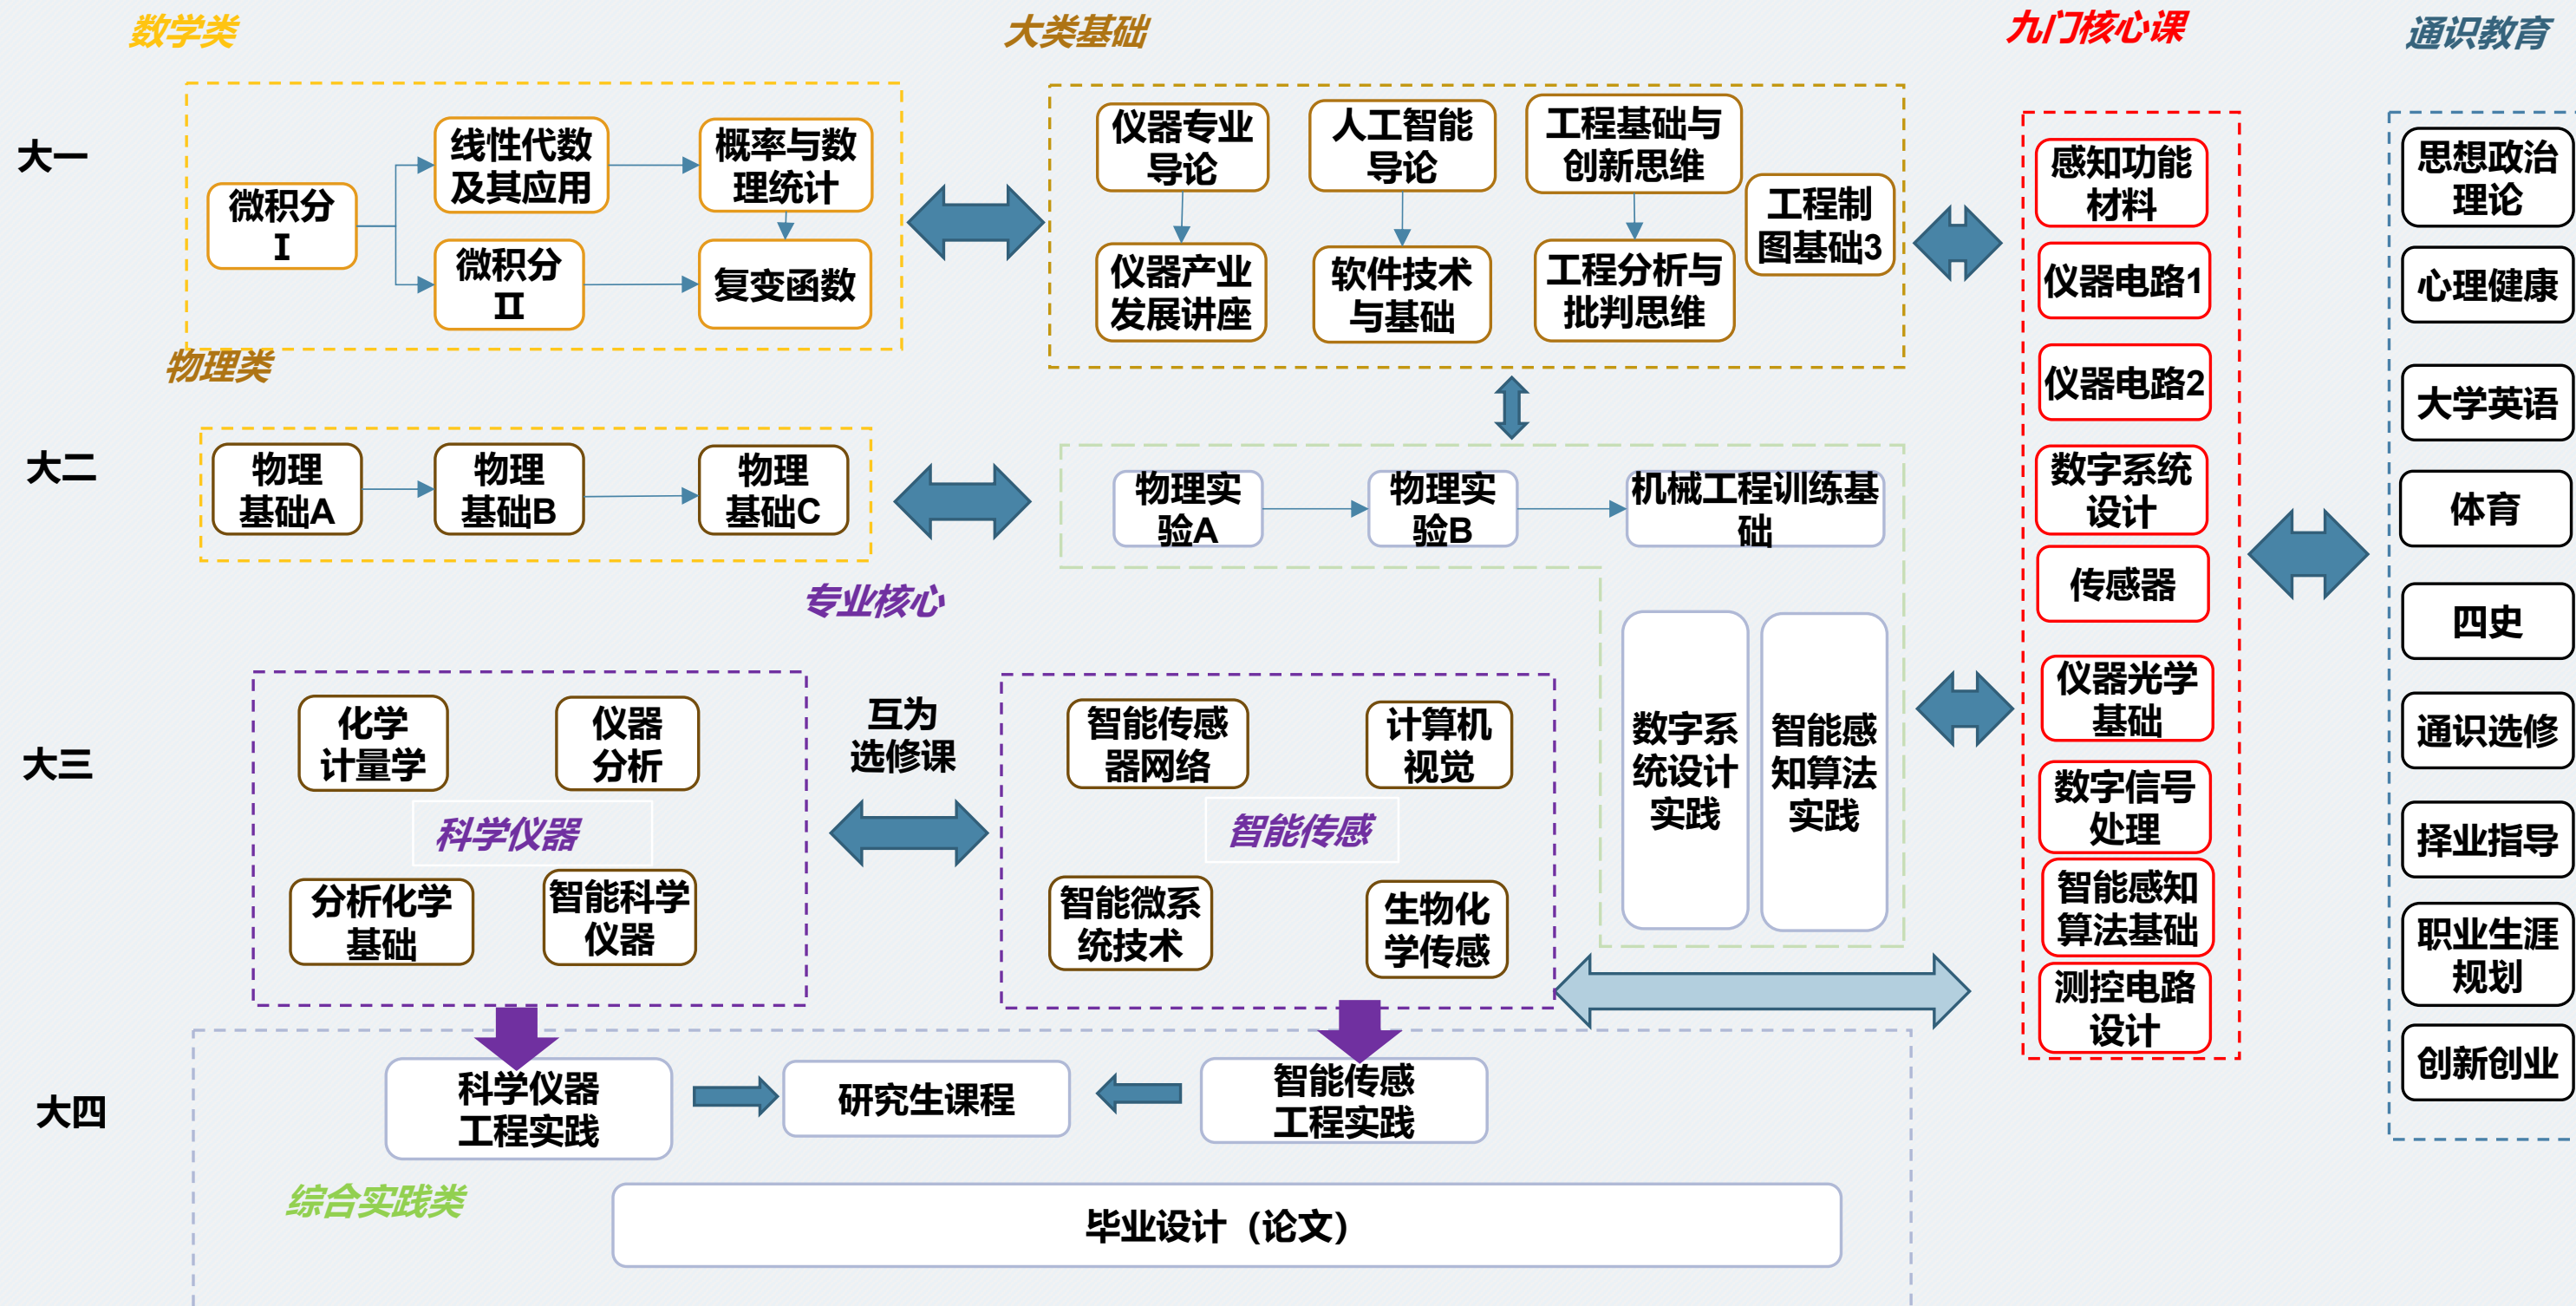 数学类
大类基础
九门核心课
通识教育
大一
微积分
I
线性代数
及其应用
概率与数
理统计
微积分
II
复变函数
仪器专业
导论
人工智能
导论
工程基础与
创新思维
工程制
图基础3
仪器产业
发展讲座
软件技术
与基础
工程分析与
批判思维
物理类
大二
物理
基础A
物理
基础B
物理
基础C
物理实
验A
物理实
验B
机械工程训练基
础
专业核心
大三
化学
计量学
仪器
分析
科学仪器
分析化学
基础
智能科学
仪器
互为
选修课
智能传感
器网络
计算机
视觉
智能传感
智能微系
统技术
生物化
学传感
数字系
统设计
实践
智能感
知算法
实践
大四
科学仪器
工程实践
研究生课程
智能传感
工程实践
综合实践类
毕业设计（论文）
感知功能
材料
仪器电路1
仪器电路2
数字系统
设计
传感器
仪器光学
基础
数字信号
处理
智能感知
算法基础
测控电路
设计
思想政治
理论
心理健康
大学英语
体育
四史
通识选修
择业指导
职业生涯
规划
创新创业